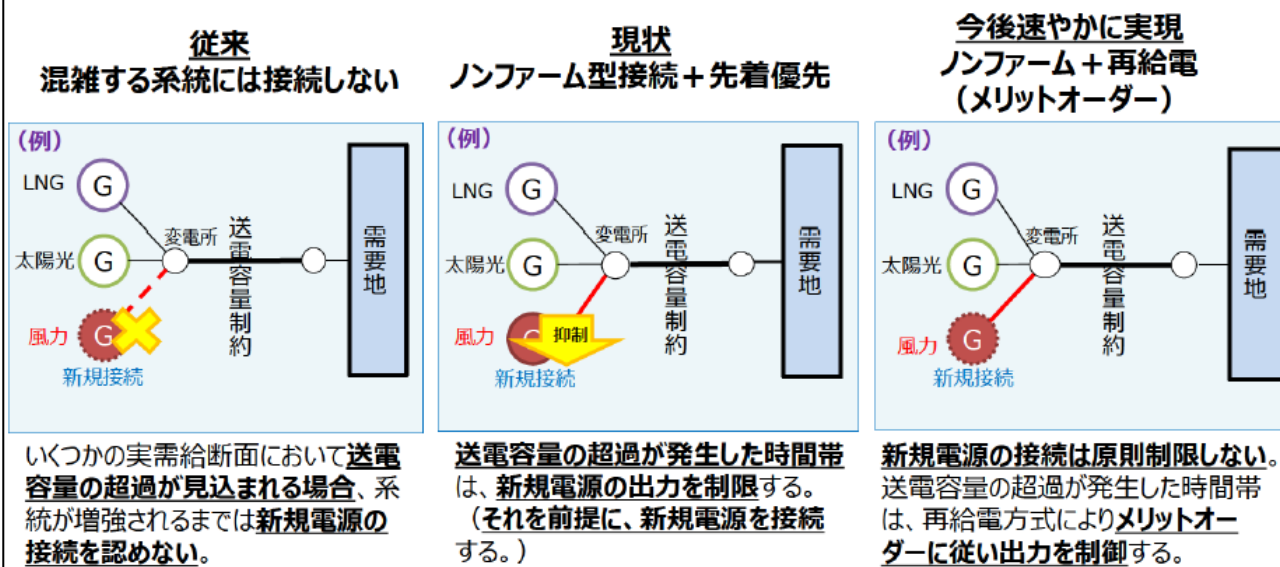 従来
混雑する系統には接続しない
(例)
LNG
G
太陽光
G
風力
G
新規接続
変電所
送電容量制約
需要地
いくつかの実需給断面において送電
容量の超過が見込まれる場合、系
統が増強されるまでは新規電源の
接続を認めない。
現状
ノンファーム型接続+先着優先
(例)
LNG
G
太陽光
G
風力
G
抑制
新規接続
変電所
送電容量制約
需要地
送電容量の超過が発生した時間帯
は、新規電源の出力を制限する。
(それを前提に、新規電源を接続
する。)
今後速やかに実現
ノンファーム+再給電
(メリットオーダー)
(例)
LNG
G
太陽光
G
風力
G
新規接続
変電所
送電容量制約
需要地
新規電源の接続は原則制限しない。
送電容量の超過が発生した時間帯
は、再給電方式によりメリットオー
ダーに従い出力を制御する。